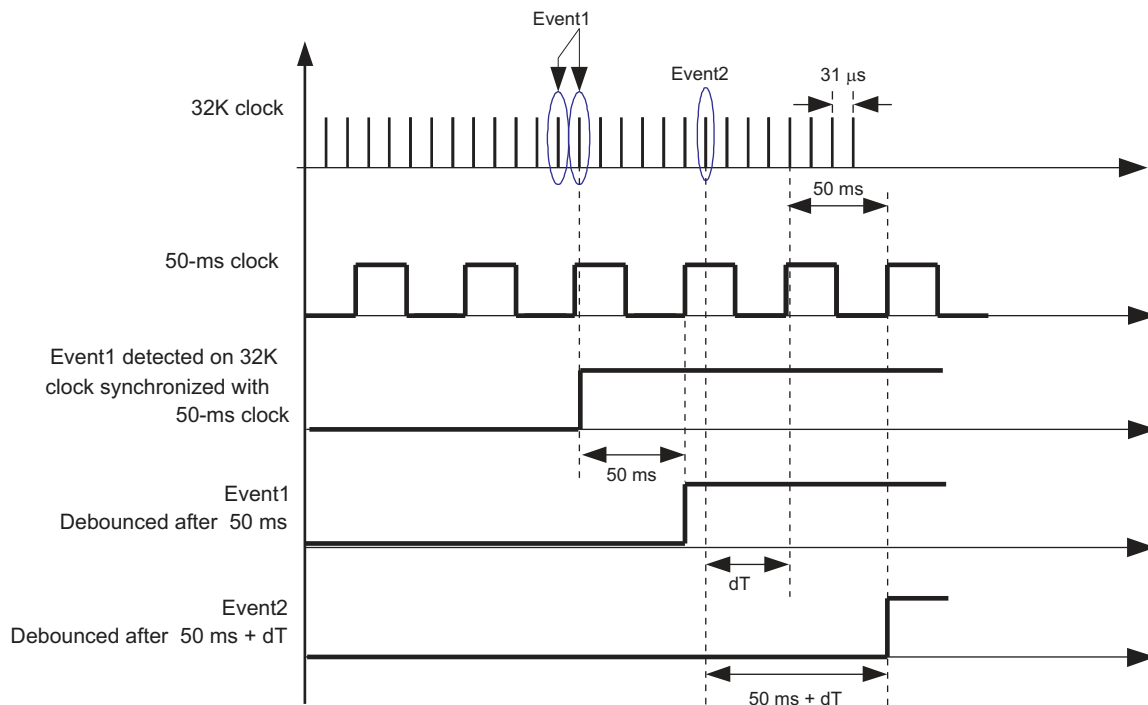 Event1
Event2
31 μs
32K clock
50 ms
50-ms clock
Event1 detected on 32K
clock synchronized with
50-ms clock
50 ms
Event1
Debounced after 50 ms
dT
Event2
Debounced after 50 ms + dT
50 ms + dT